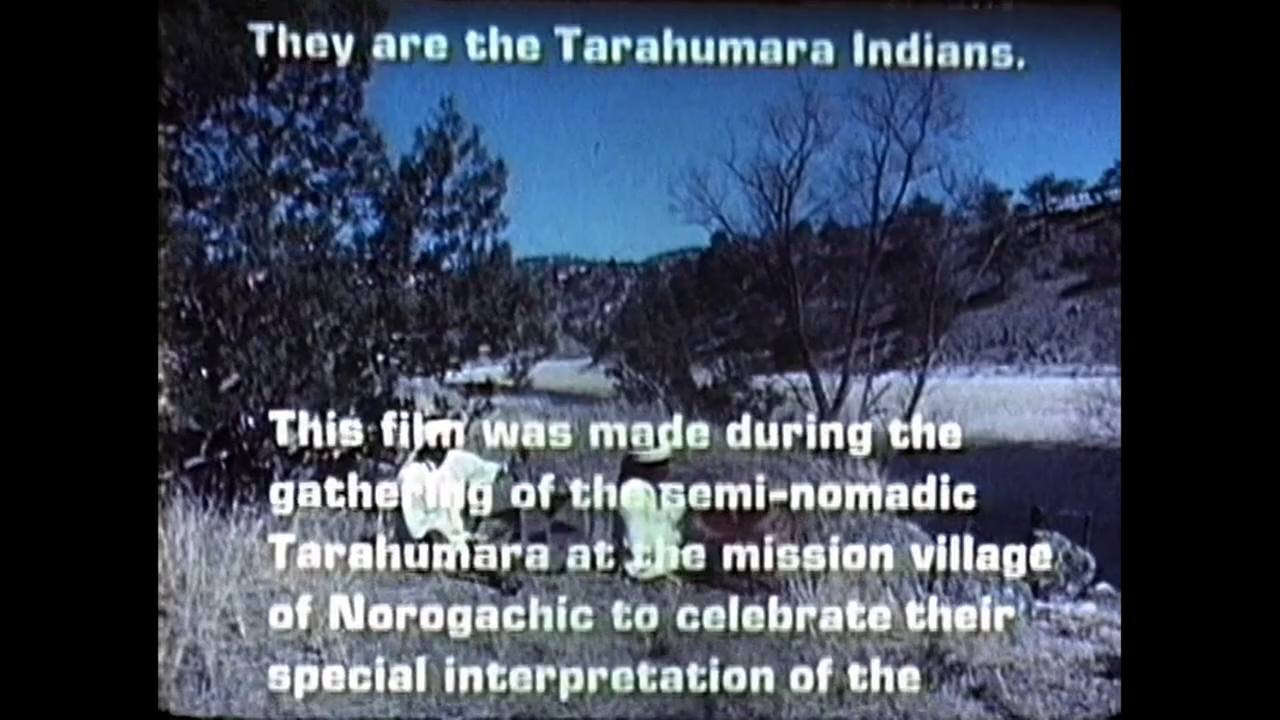 They are the Tarahumara Indians.
This film was made during the
gathering of the semi-nomadic
Tarahumara at the mission village
of Norogachic to celebrate their
special interpretation of the